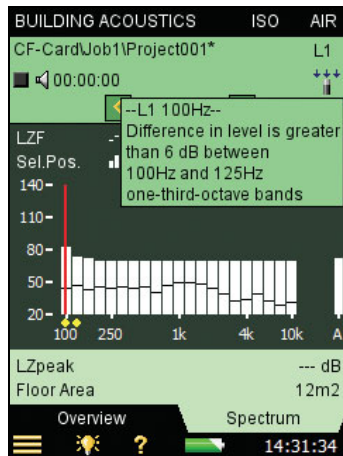 BUILDING ACOUSTICS ISO AIR
CF-Card\Job1\Project001* L1
00:00:00
--L1 100Hz--
Difference in level is greater
than 6 dB between
100Hz and 125Hz
one-third-octave bands
LZF
Sel.Pos.
140-
110-
80-
50-
20-
100 250 1k 4k 10k A
LZpeak --- dB
Floor Area 12m2
Overview Spectrum
? 14:31:34